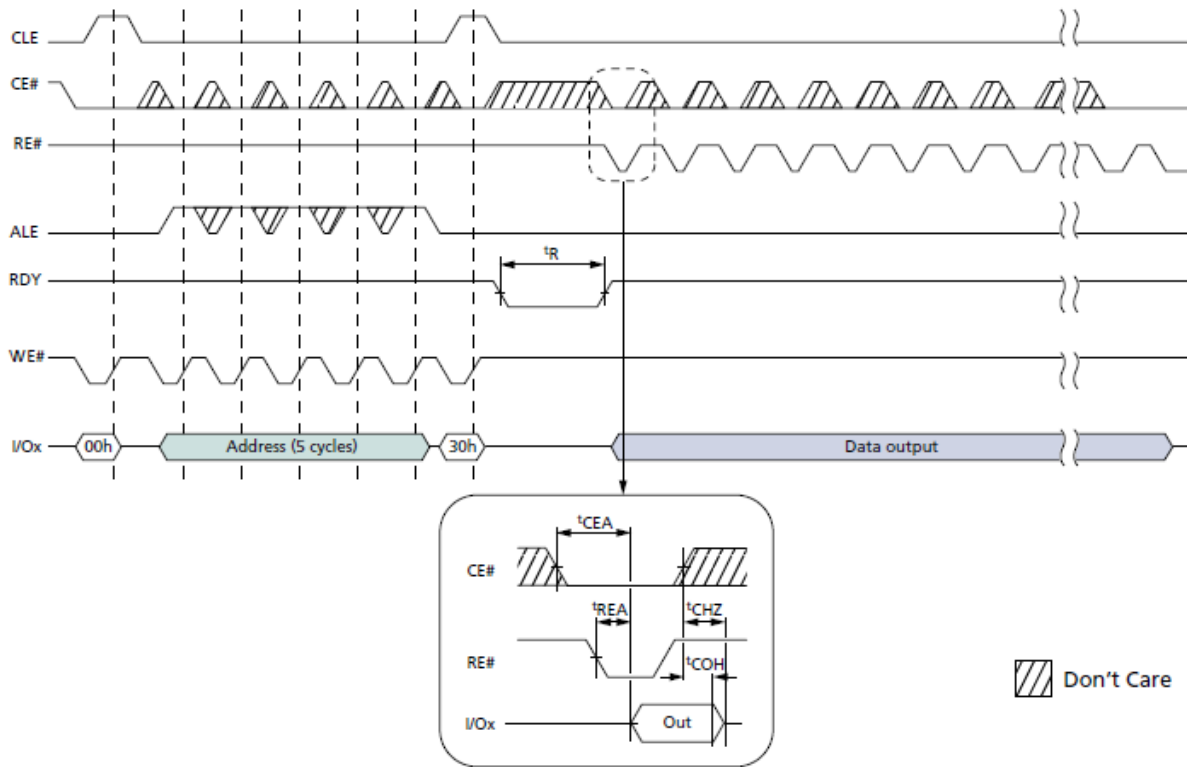 CLE
CE#
RE#
ALE
tR
RDY
WE#
I/Ox 00h Address (5 cycles) 30h Data output
tCEA
CE#
tREA tCHZ
RE#
tCOH
Don't Care
I/Ox Out